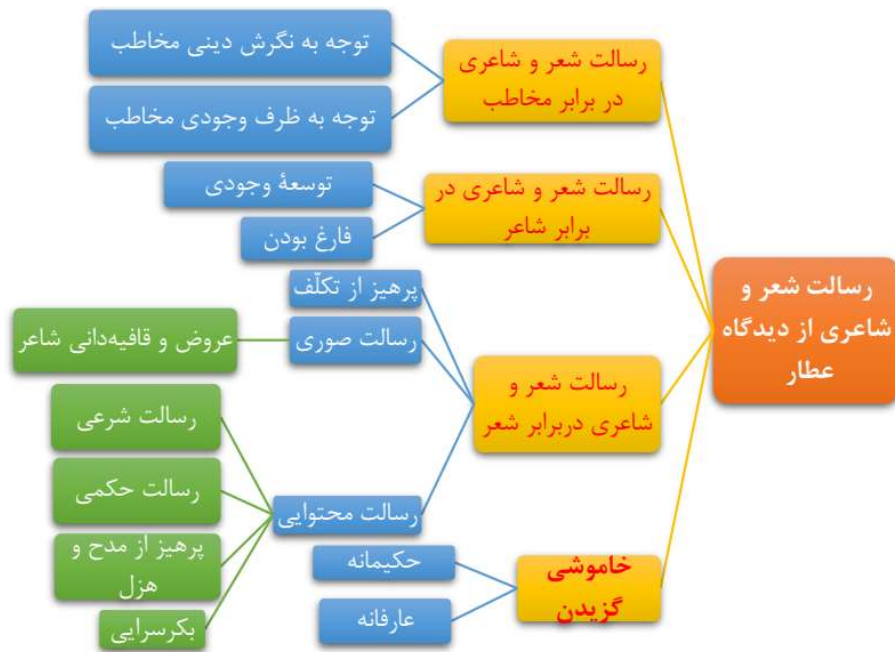 رسالت شعر و
شاعری از دیدگاه
عطار
رسالت شعر و شاعری
در برابر مخاطب
توجه به نگرش دینی مخاطب
توجه به ظرف وجودی مخاطب
رسالت شعر و شاعری در
برابر شاعر
توسعهٔ وجودی
فارغ بودن
رسالت شعر و
شاعری دربرابر شعر
پرهیز از تکلّف
رسالت صوری
عروض و قافیه‌دانی شاعر
رسالت محتوایی
رسالت شرعی
رسالت حکمی
پرهیز از مدح و
هزل
بکرسرایی
خاموشی
گزیدن
حکیمانه
عارفانه